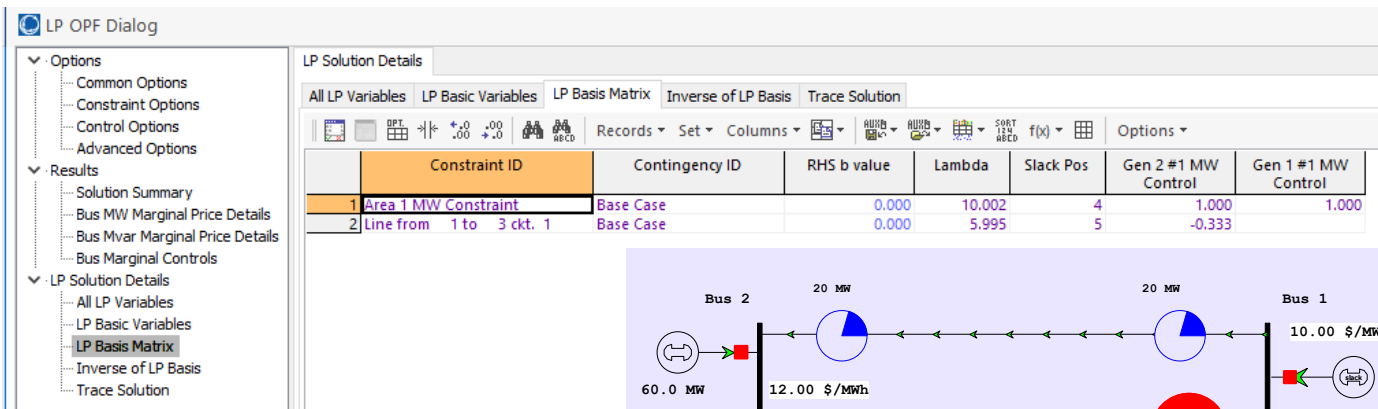 LP OPF Dialog
Options
Common Options
Constraint Options
Control Options
Advanced Options
Results
Solution Summary
Bus MW Marginal Price Details
Bus Mvar Marginal Price Details
Bus Marginal Controls
LP Solution Details
All LP Variables
LP Basic Variables
LP Basis Matrix
Inverse of LP Basis
Trace Solution
LP Solution Details
All LP Variables LP Basic Variables LP Basis Matrix Inverse of LP Basis Trace Solution
Records Set Columns f(x) Options
Constraint ID Contingency ID RHS b value Lambda Slack Pos Gen 2 #1 MW Control Gen 1 #1 MW Control
1 Area 1 MW Constraint Base Case 0.000 10.002 4 1.000 1.000
2 Line from 1 to 3 ckt. 1 Base Case 0.000 5.995 5 -0.333
Bus 2 20 MW 20 MW Bus 1
10.00 $/MW
slack
60.0 MW 12.00 $/MWh